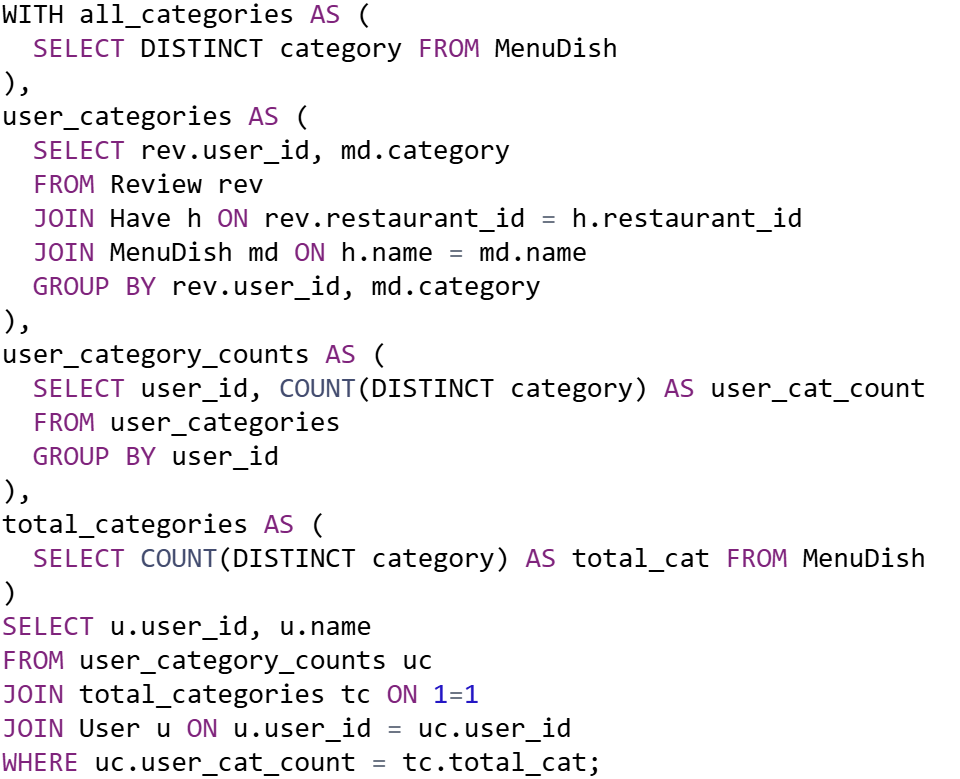 WITH all_categories AS (
  SELECT DISTINCT category FROM MenuDish
),
user_categories AS (
  SELECT rev.user_id, md.category
  FROM Review rev
  JOIN Have h ON rev.restaurant_id = h.restaurant_id
  JOIN MenuDish md ON h.name = md.name
  GROUP BY rev.user_id, md.category
),
user_category_counts AS (
  SELECT user_id, COUNT(DISTINCT category) AS user_cat_count
  FROM user_categories
  GROUP BY user_id
),
total_categories AS (
  SELECT COUNT(DISTINCT category) AS total_cat FROM MenuDish
)
SELECT u.user_id, u.name
FROM user_category_counts uc
JOIN total_categories tc ON 1=1
JOIN User u ON u.user_id = uc.user_id
WHERE uc.user_cat_count = tc.total_cat;